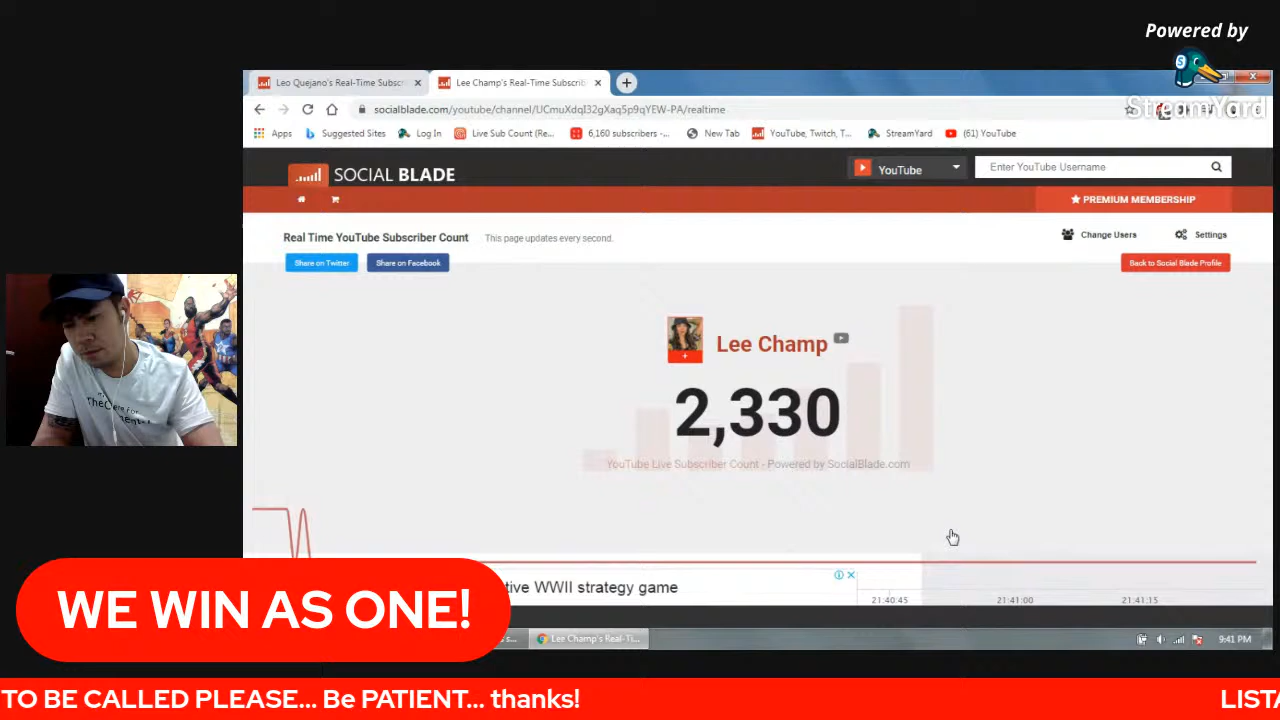 Powered by
StreamYard
Leo Quejano's Real-Time Subscri
Lee Champ's Real-Time Subscrib
socialblade.com/youtube/channel/UCmuXdqI32gXaq5p9qYEW-PA/realtime
Apps
Suggested Sites
Log In
Live Sub Count (Re...
6,160 subscribers -...
New Tab
YouTube, Twitch, T...
StreamYard
(61) YouTube
SOCIAL BLADE
YouTube
Enter YouTube Username
PREMIUM MEMBERSHIP
Real Time YouTube Subscriber Count
This page updates every second.
Change Users
Settings
Share on Twitter
Share on Facebook
Back to Social Blade Profile
Lee Champ
2,330
YouTube Live Subscriber Count - Powered by SocialBlade.com
tive WWII strategy game
21:40:45
21:41:00
21:41:15
WE WIN AS ONE!
Lee Champ's Real-Ti...
9:41 PM
TO BE CALLED PLEASE... Be PATIENT... thanks!
LISTA